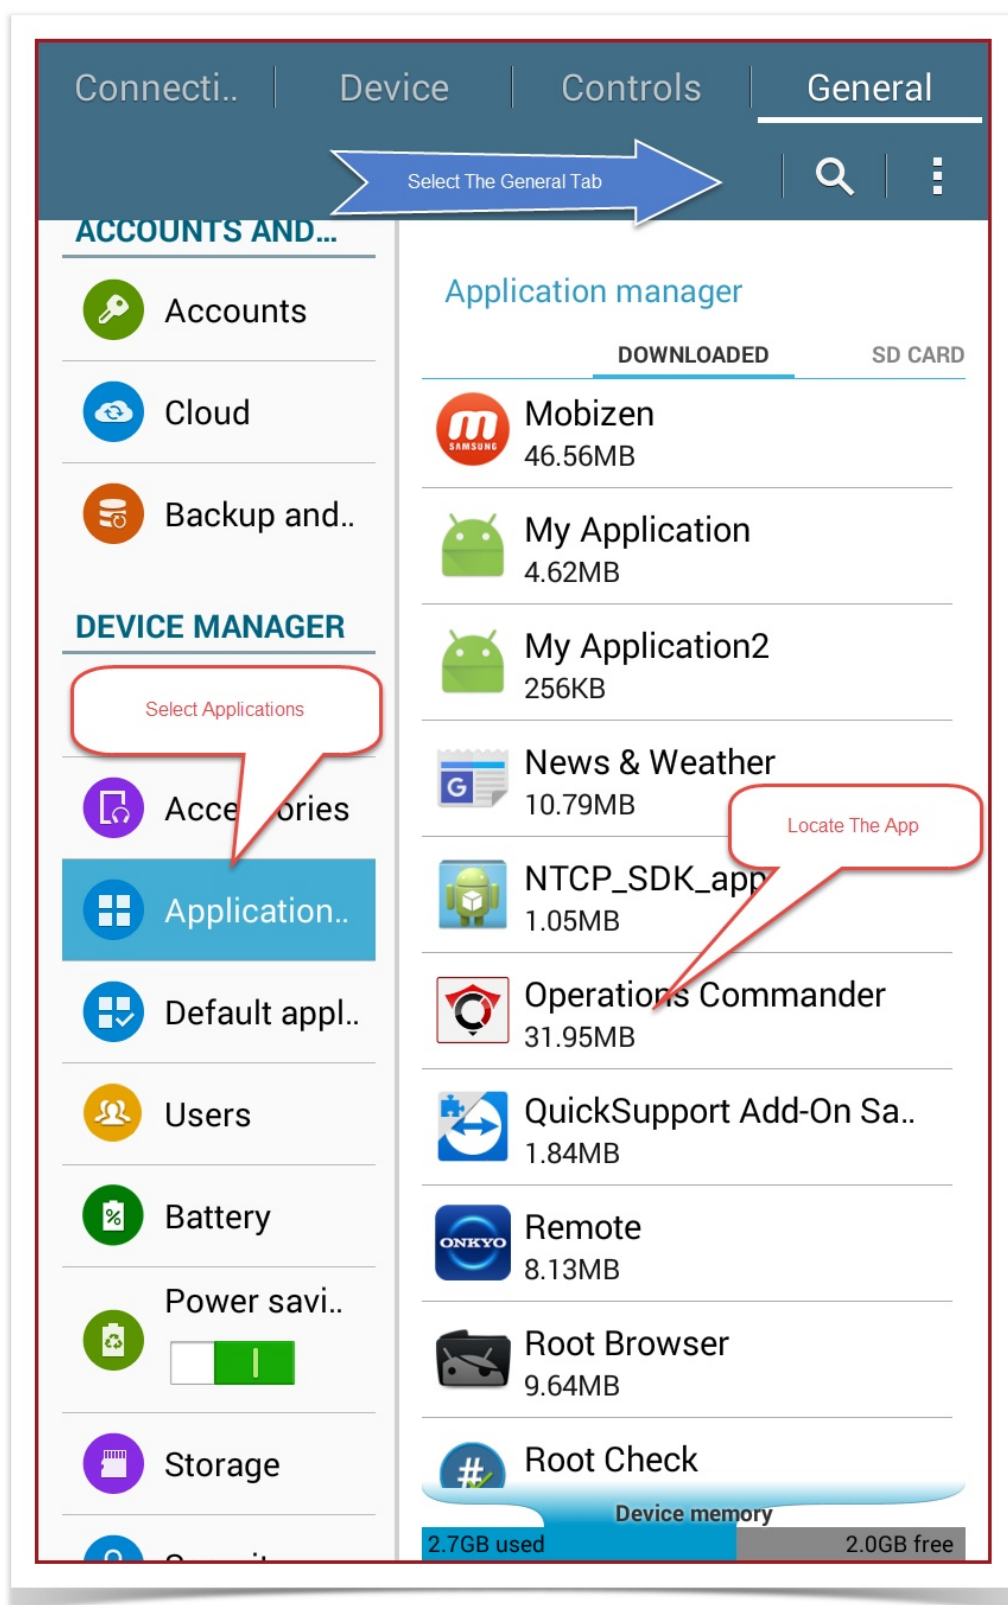 Connecti..
Device
Controls
General
Select The General Tab
ACCOUNTS AND...
Accounts
Cloud
Backup and..
DEVICE MANAGER
Select Applications
Application..
Default appl..
Users
Battery
Power savi..
Storage
Application manager
DOWNLOADED
SD CARD
SAMSUNG
Mobizen
46.56MB
My Application
4.62MB
My Application2
256KB
G
News & Weather
10.79MB
Locate The App
NTCP_SDK_app
1.05MB
Operations Commander
31.95MB
QuickSupport Add-On Sa..
1.84MB
ONKYO
Remote
8.13MB
Root Browser
9.64MB
#
Root Check
Device memory
2.7GB used
2.0GB free